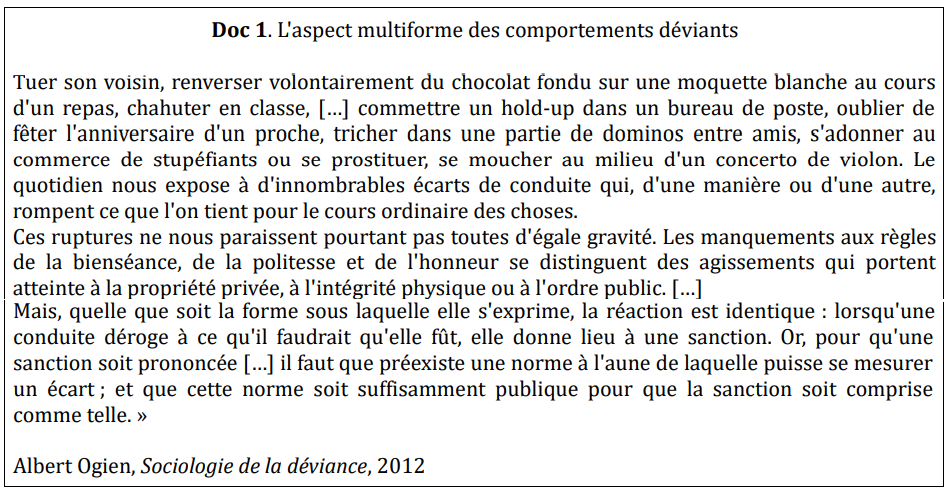 Doc 1. L'aspect multiforme des comportements déviants
Tuer son voisin, renverser volontairement du chocolat fondu sur une moquette blanche au cours
d'un repas, chahuter en classe, […] commettre un hold-up dans un bureau de poste, oublier de
fêter l'anniversaire d'un proche, tricher dans une partie de dominos entre amis, s'adonner au
commerce de stupéfiants ou se prostituer, se moucher au milieu d'un concerto de violon. Le
quotidien nous expose à d'innombrables écarts de conduite qui, d'une manière ou d'une autre,
rompent ce que l'on tient pour le cours ordinaire des choses.
Ces ruptures ne nous paraissent pourtant pas toutes d'égale gravité. Les manquements aux règles
de la bienséance, de la politesse et de l'honneur se distinguent des agissements qui portent
atteinte à la propriété privée, à l'intégrité physique ou à l'ordre public. […]
Mais, quelle que soit la forme sous laquelle elle s'exprime, la réaction est identique : lorsqu'une
conduite déroge à ce qu'il faudrait qu'elle fût, elle donne lieu à une sanction. Or, pour qu'une
sanction soit prononcée […] il faut que préexiste une norme à l'aune de laquelle puisse se mesurer
un écart ; et que cette norme soit suffisamment publique pour que la sanction soit comprise
comme telle. »
Albert Ogien, Sociologie de la déviance, 2012